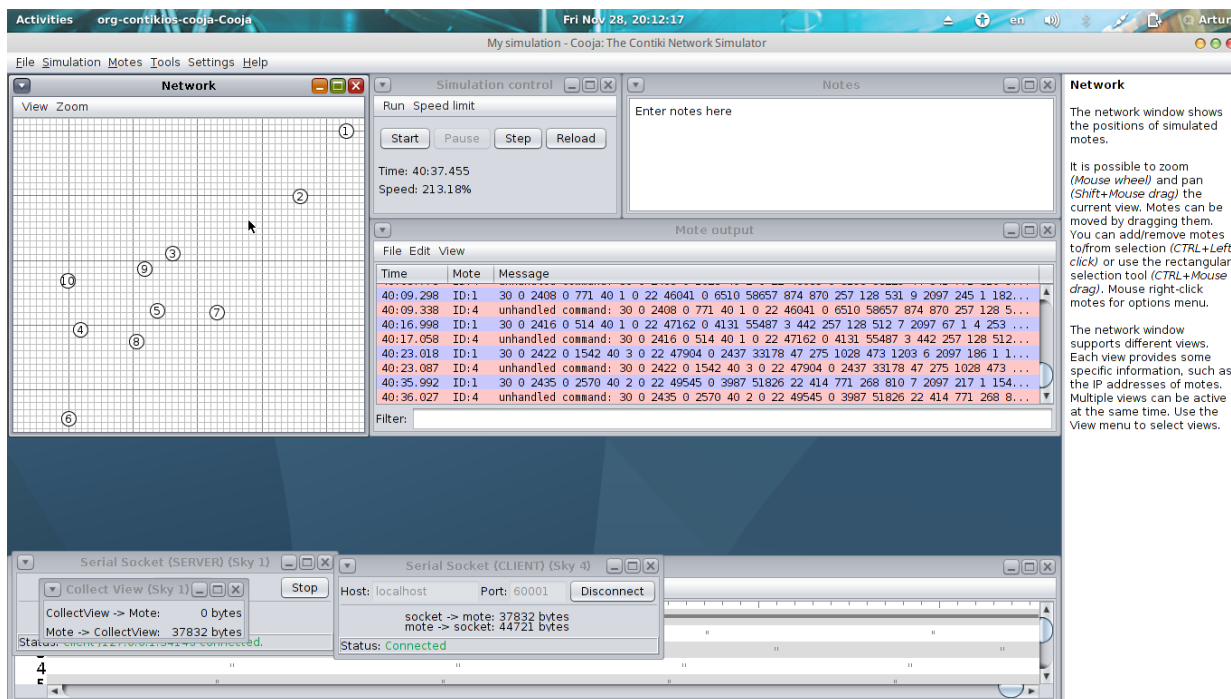 Activities org-contikios-cooja-Cooja Fri Nov 28, 20:12:17 en Artur
My simulation - Cooja: The Contiki Network Simulator
File Simulation Motes Tools Settings Help
Network
View Zoom
1
2
3
9
10
5
7
4
8
6
Simulation control
Run Speed limit
Start Pause Step Reload
Time: 40:37.455
Speed: 213.18%
Notes
Enter notes here
Mote output
File Edit View
Time Mote Message
40:09.298 ID:1 30 0 2408 0 771 40 1 0 22 46041 0 6510 58657 874 870 257 128 531 9 2097 245 1 182...
40:09.338 ID:4 unhandled command: 30 0 2408 0 771 40 1 0 22 46041 0 6510 58657 874 870 257 128 5...
40:16.998 ID:1 30 0 2416 0 514 40 1 0 22 47162 0 4131 55487 3 442 257 128 512 7 2097 67 1 4 253 ...
40:17.058 ID:4 unhandled command: 30 0 2416 0 514 40 1 0 22 47162 0 4131 55487 3 442 257 128 512...
40:23.018 ID:1 30 0 2422 0 1542 40 3 0 22 47904 0 2437 33178 47 275 1028 473 1203 6 2097 186 1 1...
40:23.087 ID:4 unhandled command: 30 0 2422 0 1542 40 3 0 22 47904 0 2437 33178 47 275 1028 473 ...
40:35.992 ID:1 30 0 2435 0 2570 40 2 0 22 49545 0 3987 51826 22 414 771 268 810 7 2097 217 1 154...
40:36.027 ID:4 unhandled command: 30 0 2435 0 2570 40 2 0 22 49545 0 3987 51826 22 414 771 268 8...
Filter:
Network
The network window shows
the positions of simulated
motes.
It is possible to zoom
(Mouse wheel) and pan
(Shift+Mouse drag) the
current view. Motes can be
moved by dragging them.
You can add/remove motes
to/from selection (CTRL+Left
click) or use the rectangular
selection tool (CTRL+Mouse
drag). Mouse right-click
motes for options menu.
The network window
supports different views.
Each view provides some
specific information, such as
the IP addresses of motes.
Multiple views can be active
at the same time. Use the
View menu to select views.
Serial Socket (SERVER) (Sky 1)
Stop
Collect View (Sky 1)
CollectView -> Mote: 0 bytes
Mote -> CollectView: 37832 bytes
Status:
Serial Socket (CLIENT) (Sky 4)
Host: localhost Port: 60001 Disconnect
socket -> mote: 37832 bytes
mote -> socket: 44721 bytes
Status: Connected
4